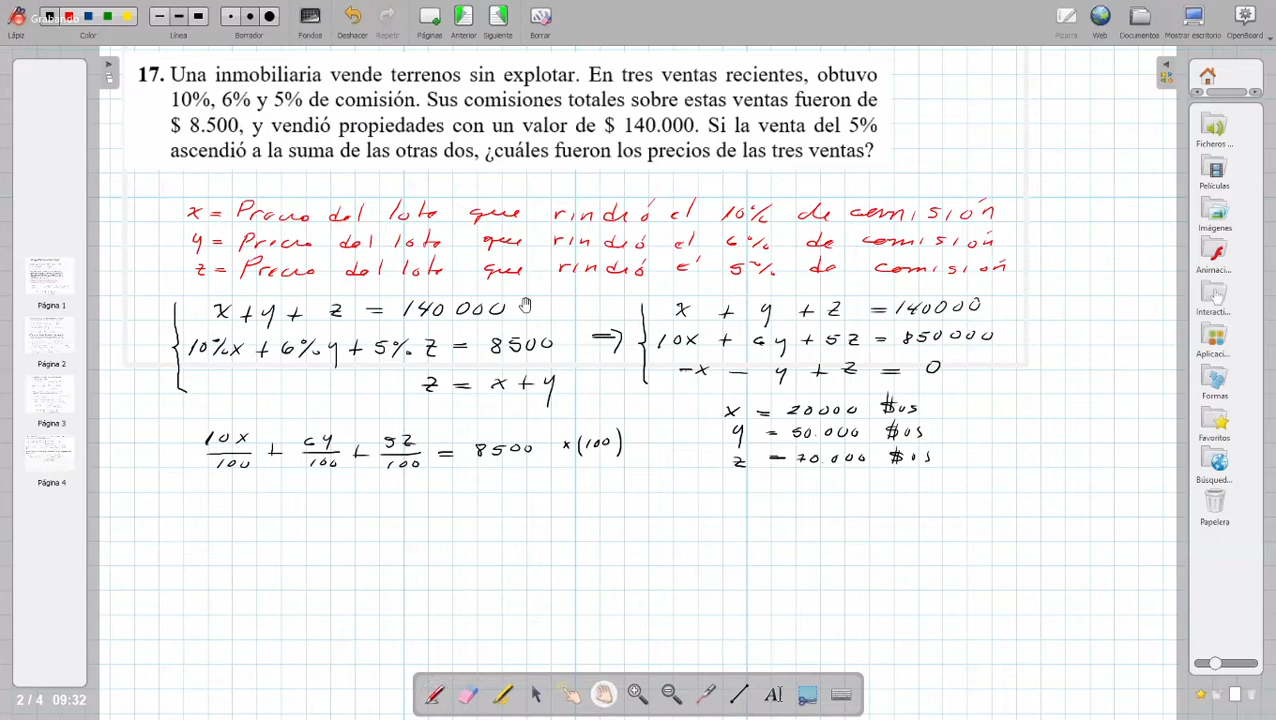 Grabando
Lápiz
Color
Línea
Borrador
Fondos
Deshacer
Repetir
Páginas
Anterior
Siguiente
Borrar
Pizarra
Web
Documentos
Mostrar escritorio
OpenBoard
17. Una inmobiliaria vende terrenos sin explotar. En tres ventas recientes, obtuvo
10%, 6% y 5% de comisión. Sus comisiones totales sobre estas ventas fueron de
$ 8.500, y vendió propiedades con un valor de $ 140.000. Si la venta del 5%
ascendió a la suma de las otras dos, ¿cuáles fueron los precios de las tres ventas?
x = Precio del lote que rindió el 10% de comisión
y = Precio del lote que rindió el 6% de comisión
z = Precio del lote que rindió el 5% de comisión
x + y + z = 140 000
10%x + 6%y + 5% z = 8500
z = x + y
⇒
x + y + z = 140000
10x + 6y + 5z = 850000
-x - y + z = 0
10x/100 + 6y/100 + 5z/100 = 8500 x(100)
x = 20000 $us
y = 50.000 $us
z = 70.000 $us
Página 1
Página 2
Página 3
Página 4
2 / 4 09:32
Ficheros ...
Películas
Imágenes
Animaci...
Interacti...
Aplicaci...
Formas
Favoritos
Búsqued...
Papelera